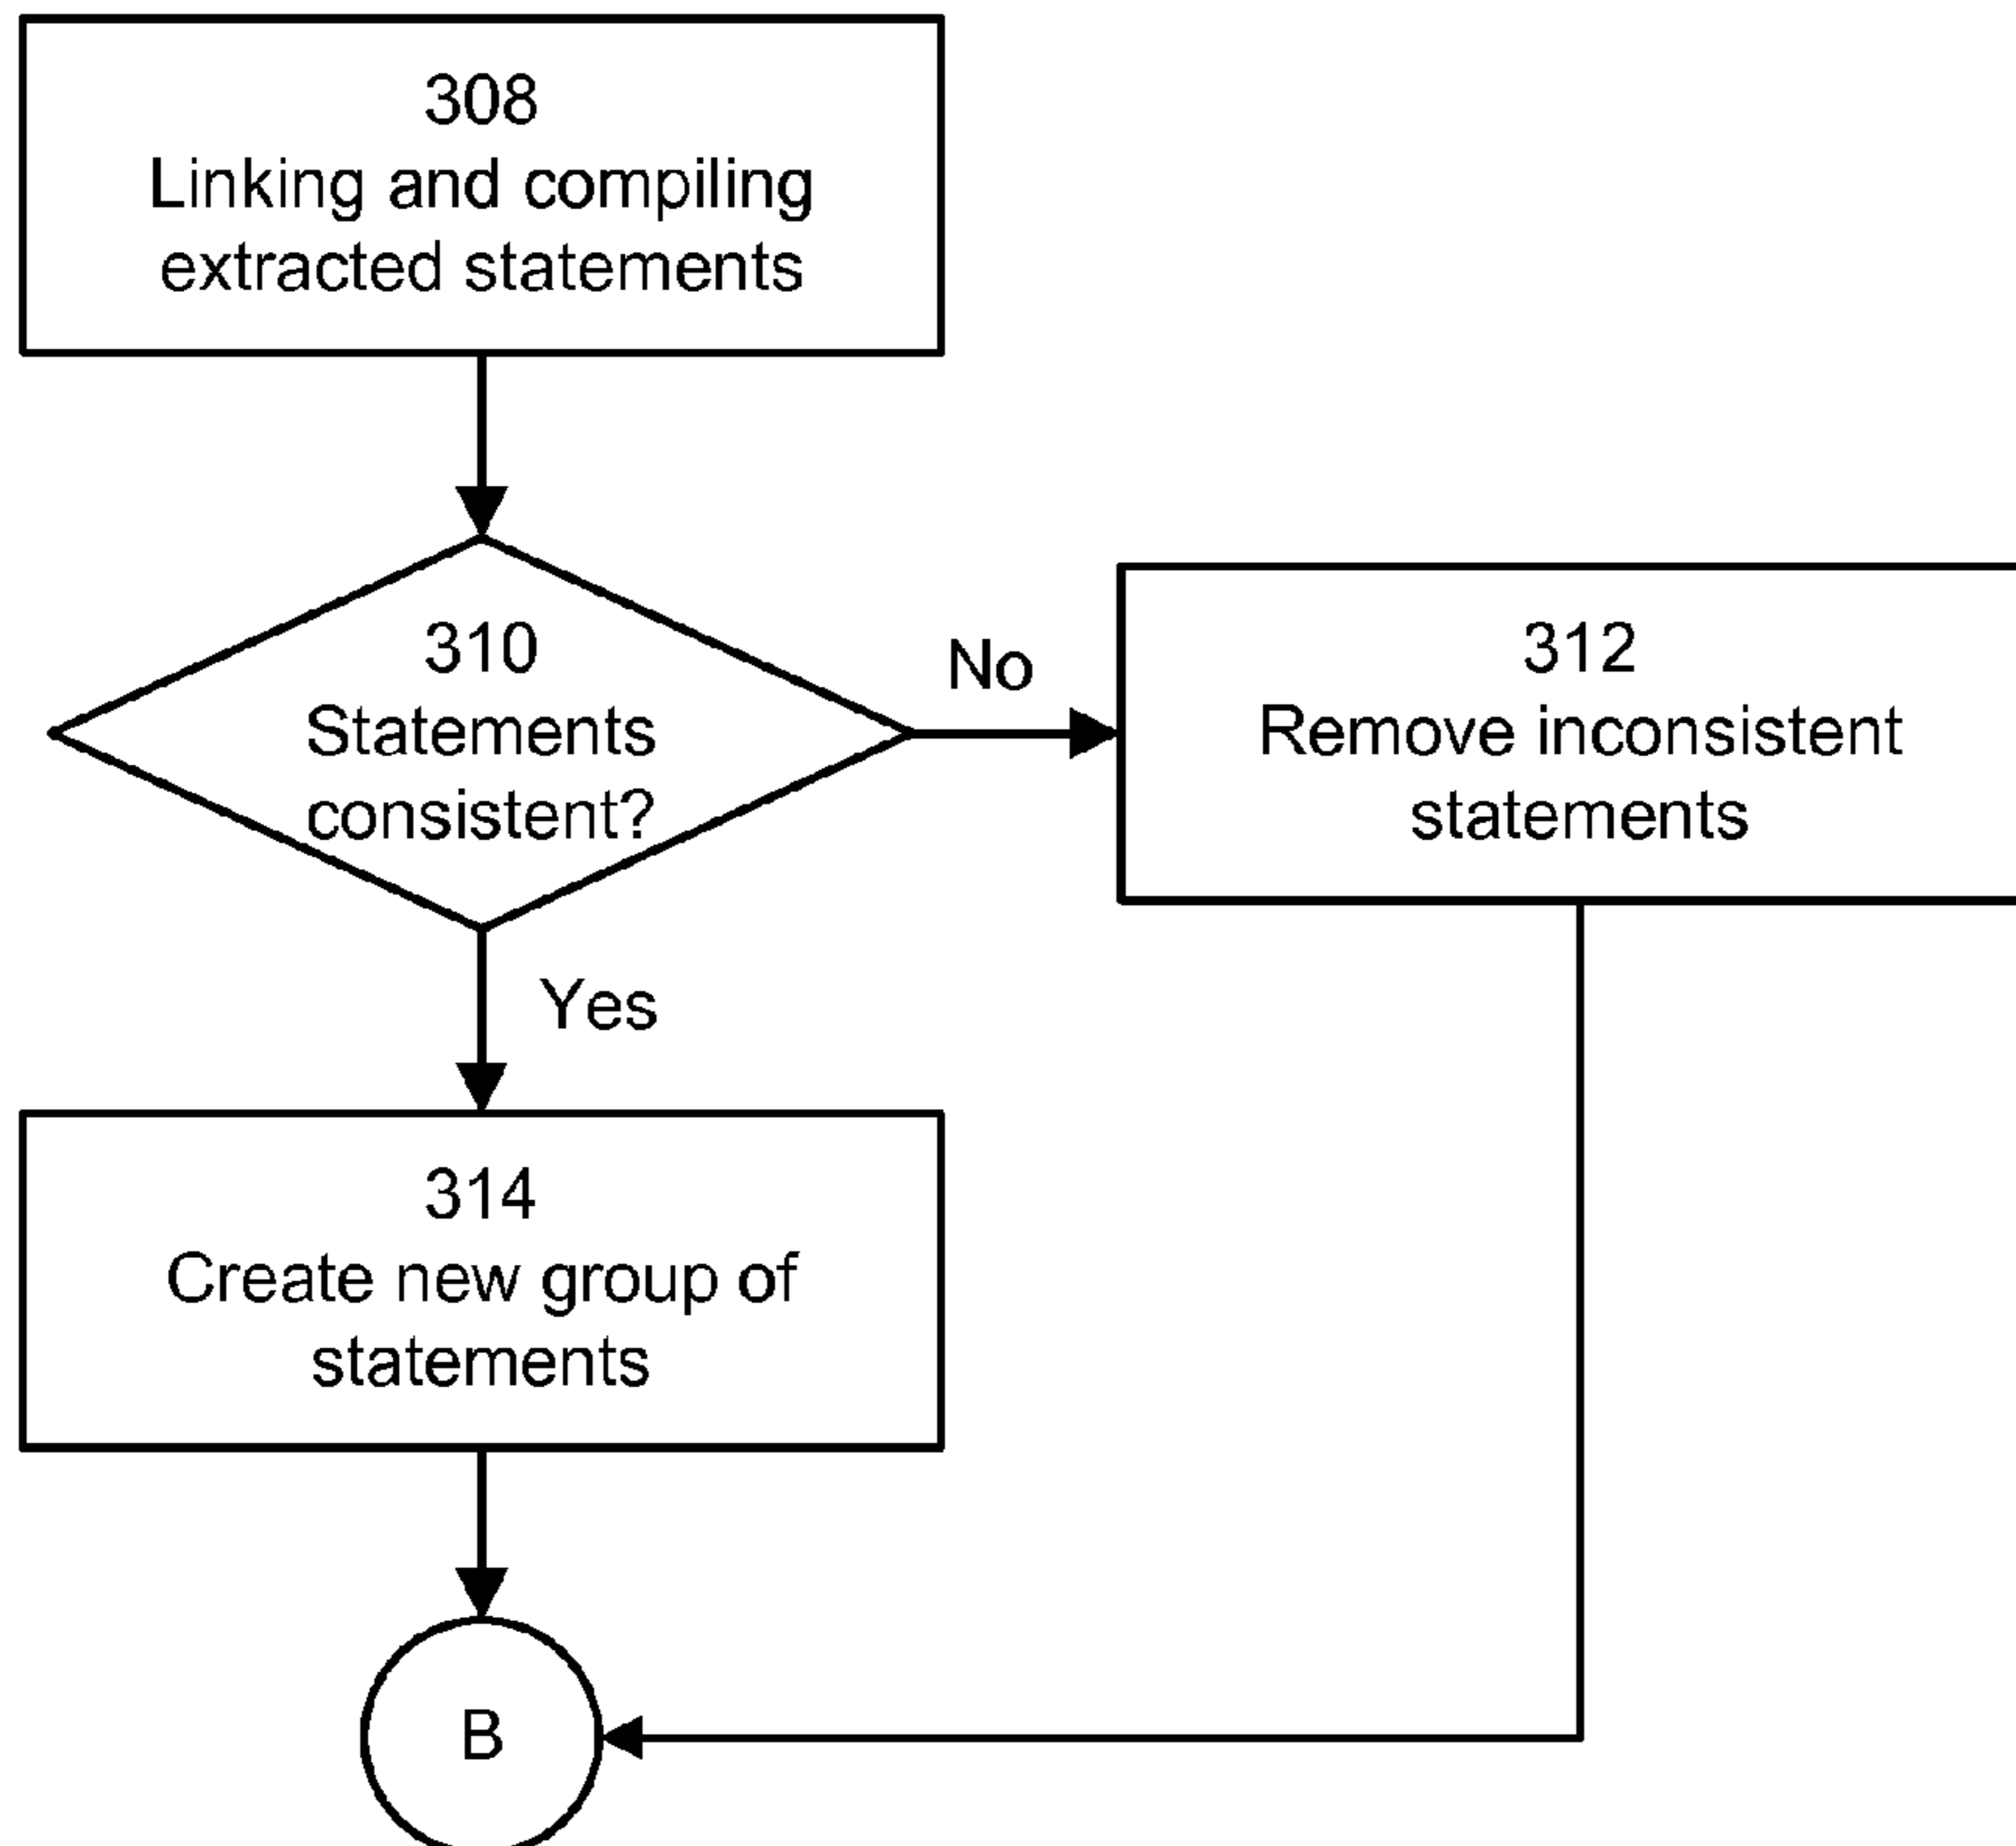 308
Linking and compiling
extracted statements
310
Statements
consistent?
No
312
Remove inconsistent
statements
Yes
314
Create new group of
statements
B